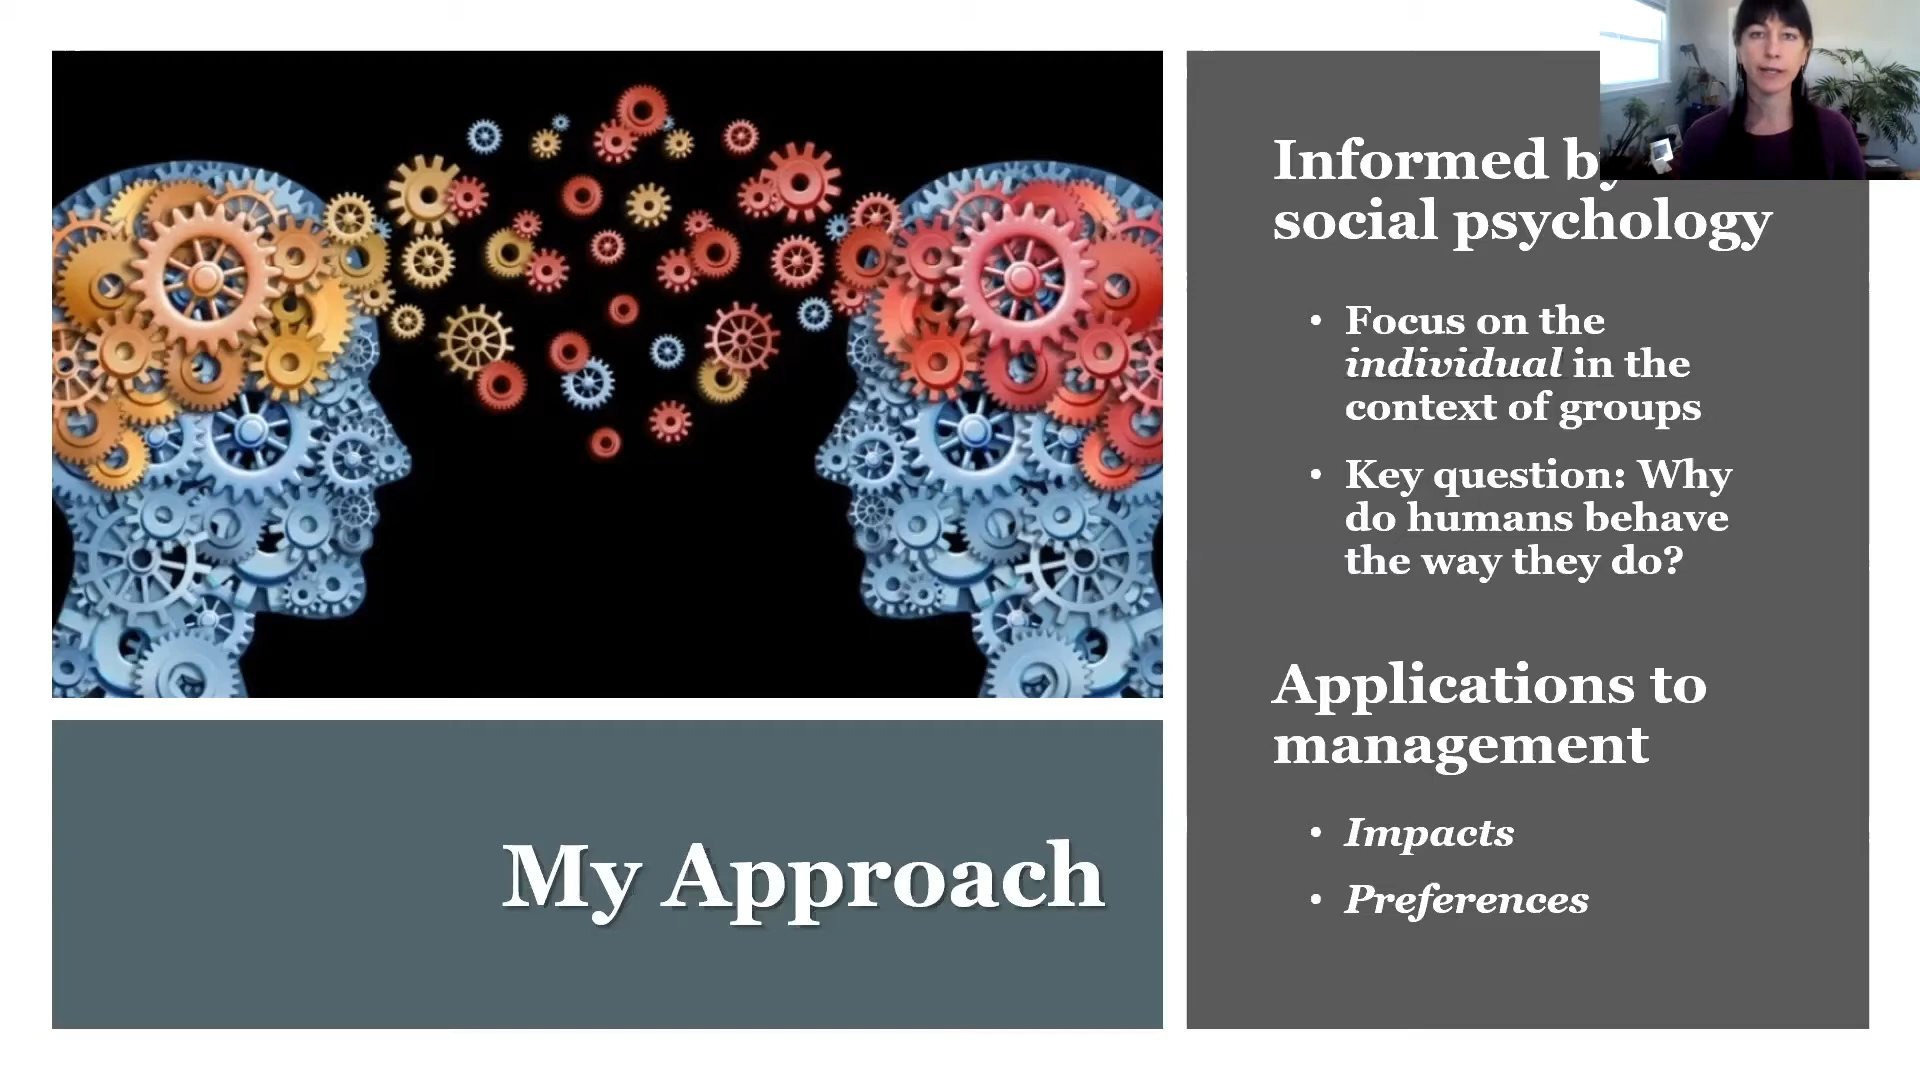 Informed by
social psychology
• Focus on the
individual in the
context of groups
• Key question: Why
do humans behave
the way they do?
Applications to
management
• Impacts
• Preferences
My Approach